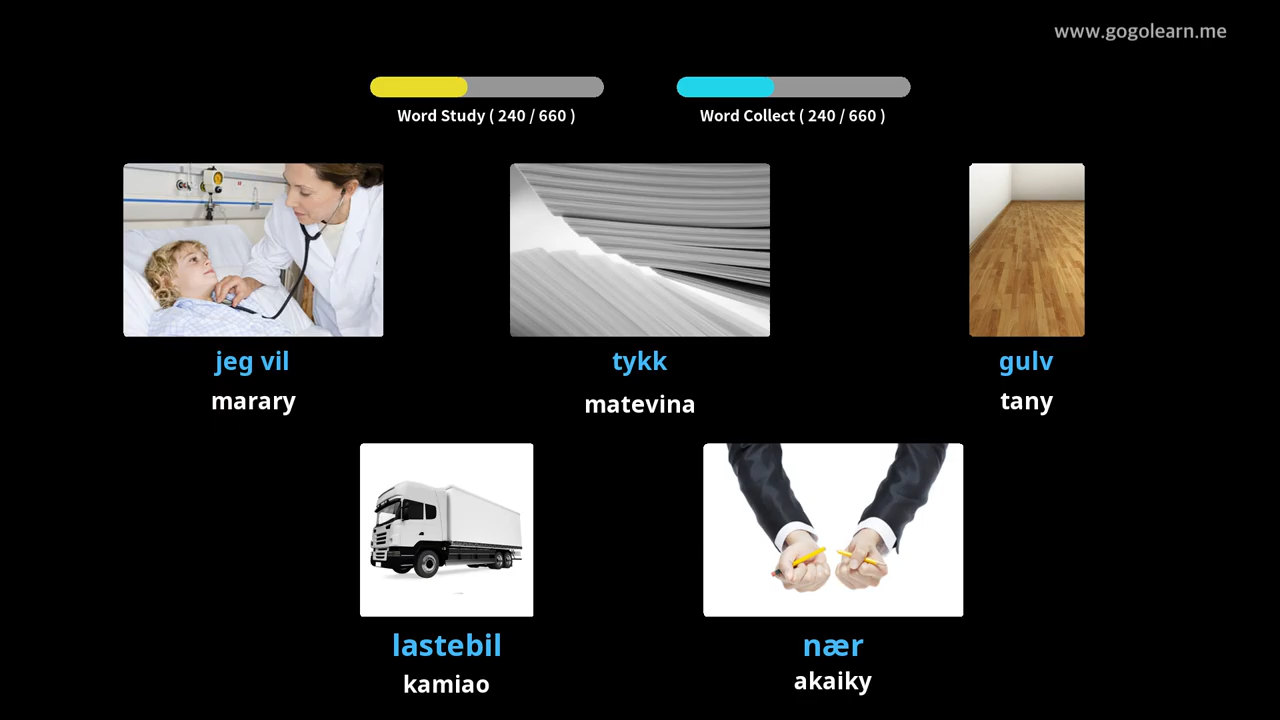 www.gogolearn.me
Word Study ( 240 / 660 )
Word Collect ( 240 / 660 )
jeg vil
marary
tykk
matevina
gulv
tany
lastebil
kamiao
nær
akaiky